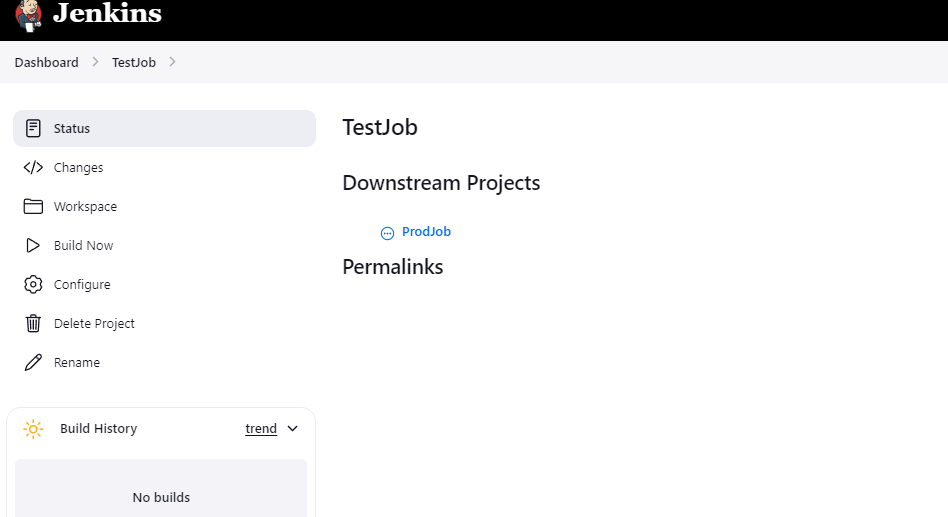 Jenkins
Dashboard TestJob
Status
Changes
Workspace
Build Now
Configure
Delete Project
Rename
Build History trend
No builds
TestJob
Downstream Projects
ProdJob
Permalinks